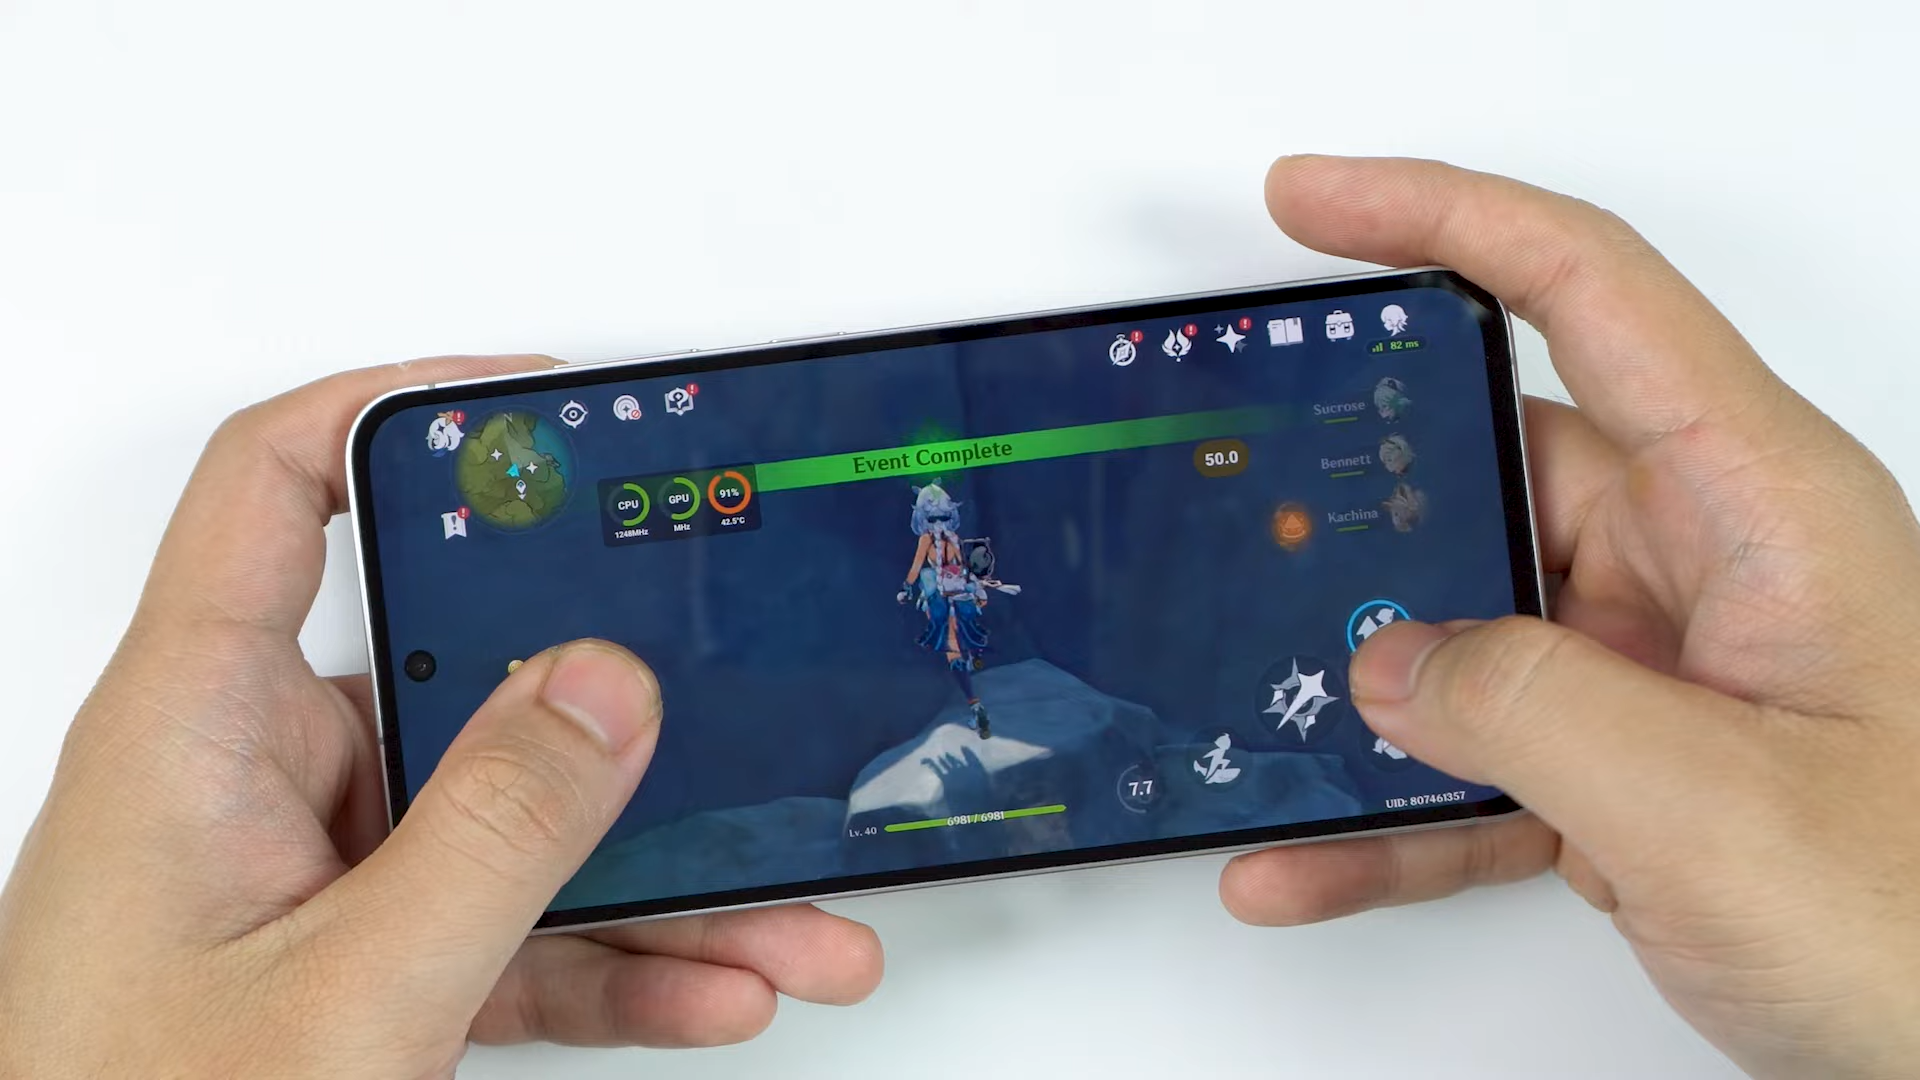 82 ms
Sucrose
Event Complete
50.0
Bennett
CPU
GPU
91%
1248MHz
MHz
42.5°C
Kachina
N
7.7
Lv. 40
6981 / 6981
UID: 807461357